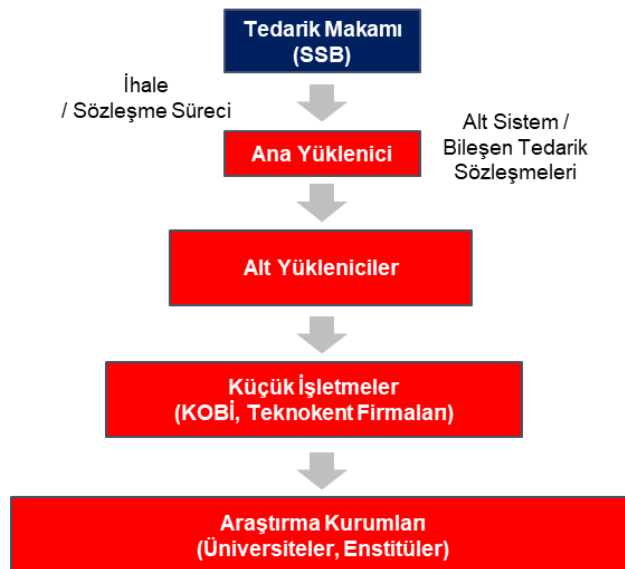 Tedarik Makamı
(SSB)
İhale
/ Sözleşme Süreci
Ana Yüklenici
Alt Sistem /
Bileşen Tedarik
Sözleşmeleri
Alt Yükleniciler
Küçük İşletmeler
(KOBİ, Teknokent Firmaları)
Araştırma Kurumları
(Üniversiteler, Enstitüler)